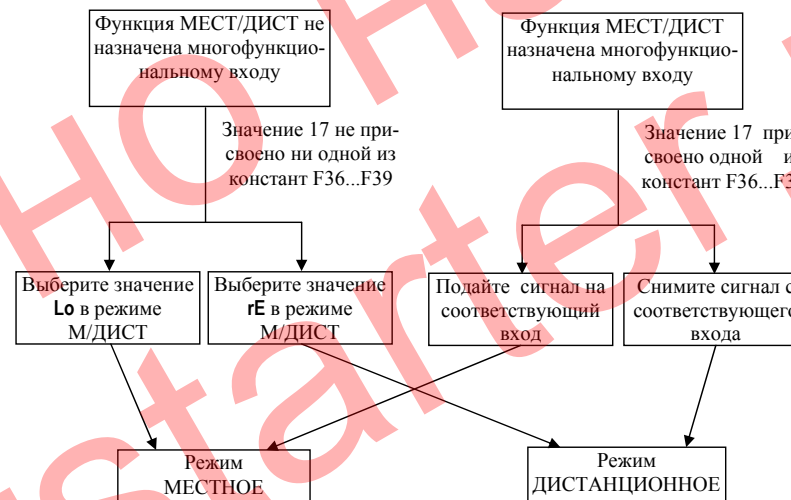 Функция МЕСТ/ДИСТ не
назначена многофункцио-
нальному входу
Функция МЕСТ/ДИСТ
назначена многофункцио-
нальному входу
Значение 17 не при-
своено ни одной из
констант F36...F39
Значение 17 при
своено одной и
констант F36...F3
Выберите значение
Lo в режиме
М/ДИСТ
Выберите значение
rE в режиме
М/ДИСТ
Подайте сигнал на
соответствующий
вход
Снимите сигнал с
соответствующего
входа
Режим
МЕСТНОЕ
Режим
ДИСТАНЦИОННОЕ